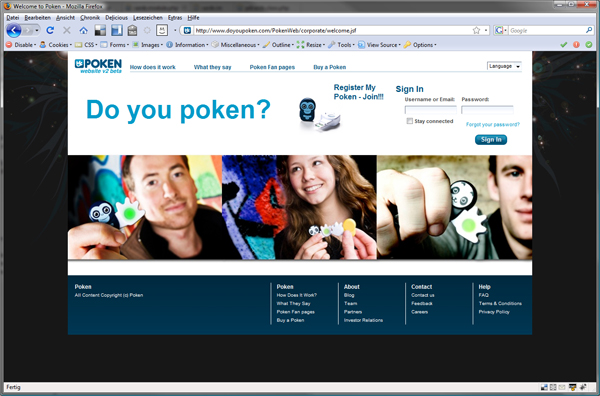 Welcome to Poken - Mozilla Firefox
Datei Bearbeiten Ansicht Chronik Delicious Lesezeichen Extras Hilfe
http://www.doyoupoken.com/PokenWeb/corporate/welcome.jsf
Disable Cookies CSS Forms Images Information Miscellaneous Outline Resize Tools View Source Options
POKEN
website v2 beta
How does it work What they say Poken Fan pages Buy a Poken
Language
Do you poken?
Register My
Poken - Join!!!
Sign In
Username or Email: Password:
Stay connected
Forgot your password?
Sign In
Poken
All Content Copyright (c) Poken
Poken
How Does It Work?
What They Say
Poken Fan pages
Buy a Poken
About
Blog
Team
Partners
Investor Relations
Contact
Contact us
Feedback
Careers
Help
FAQ
Terms & Conditions
Privacy Policy
Fertig